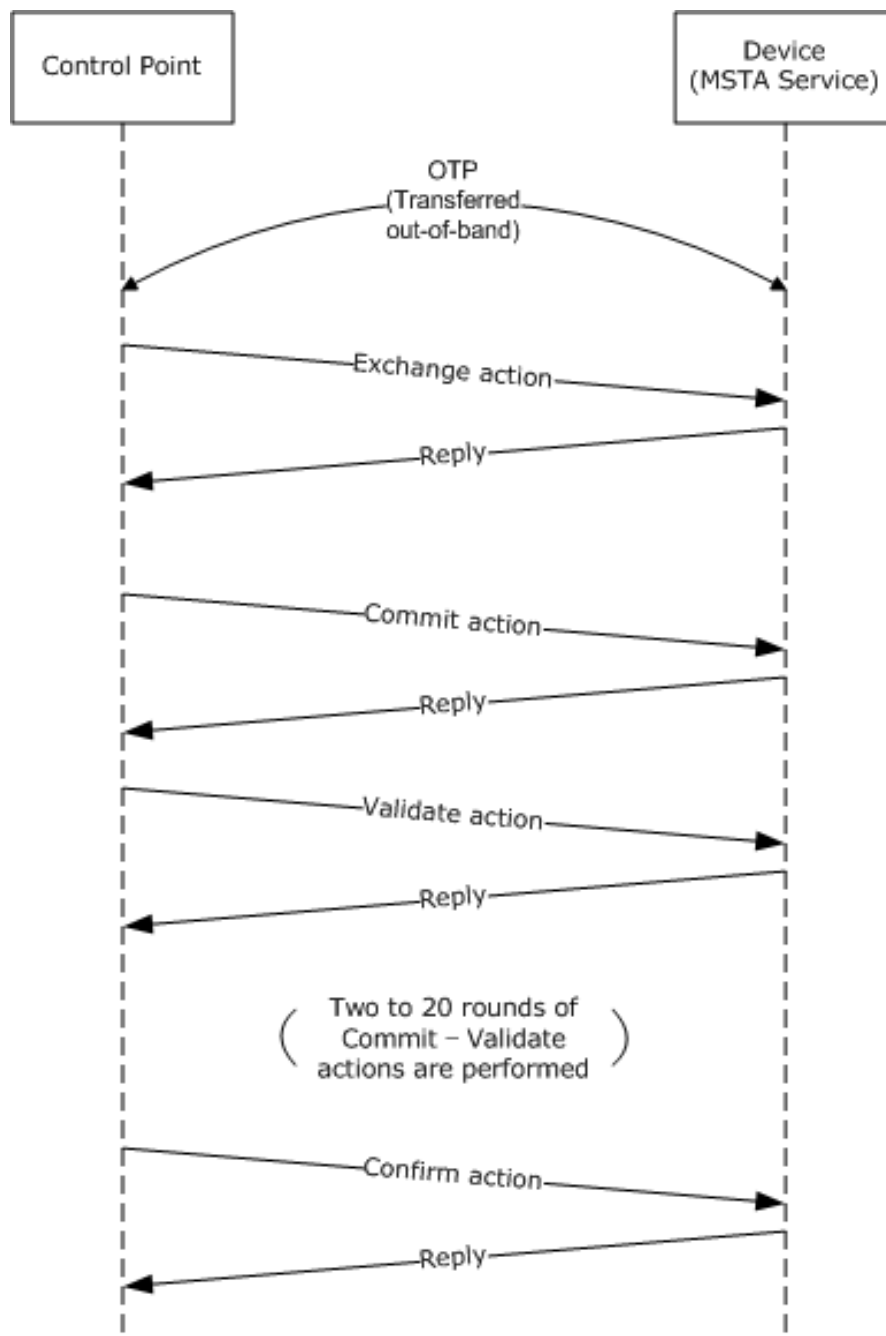 Control Point
Device
(MSTA Service)
OTP
(Transferred
out-of-band)
Exchange action
Reply
Commit action
Reply
Validate action
Reply
Two to 20 rounds of
Commit – Validate
actions are performed
Confirm action
Reply